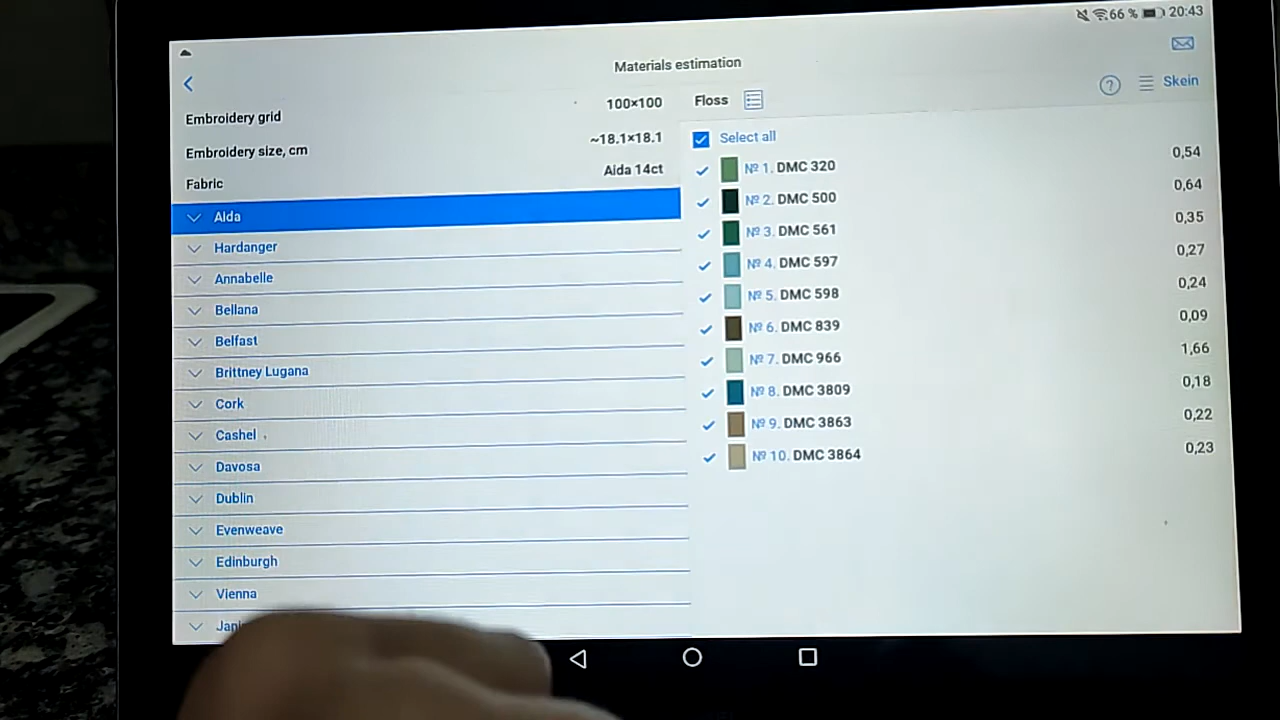 66 % 20:43
Materials estimation
Embroidery grid 100×100
Embroidery size, cm ~18.1×18.1
Fabric Aida 14ct
Aida
Hardanger
Annabelle
Bellana
Belfast
Brittney Lugana
Cork
Cashel
Davosa
Dublin
Evenweave
Edinburgh
Vienna
Floss ? Skein
Select all
№ 1. DMC 320 0,54
№ 2. DMC 500 0,64
№ 3. DMC 561 0,35
№ 4. DMC 597 0,27
№ 5. DMC 598 0,24
№ 6. DMC 839 0,09
№ 7. DMC 966 1,66
№ 8. DMC 3809 0,18
№ 9. DMC 3863 0,22
№ 10. DMC 3864 0,23